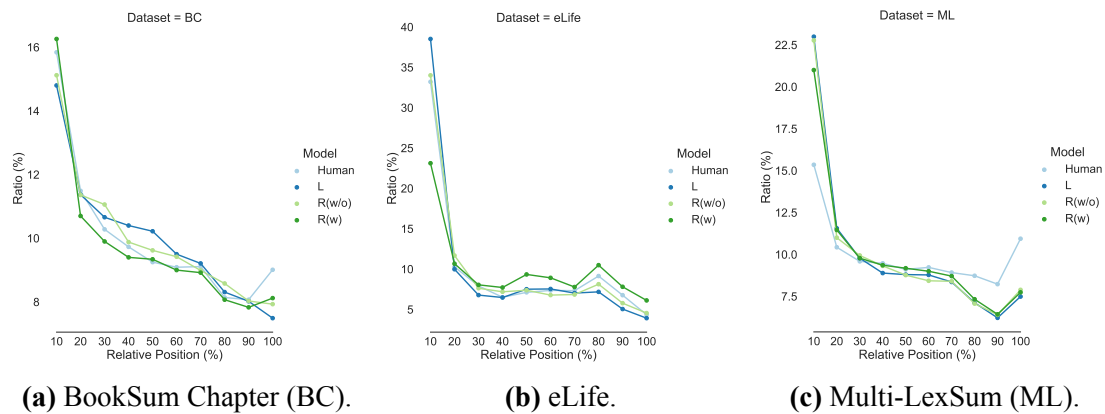 Dataset = BC
16
14
12
10
8
Ratio (%)
10 20 30 40 50 60 70 80 90 100
Relative Position (%)
Model
Human
L
R(w/o)
R(w)
(a) BookSum Chapter (BC).
Dataset = eLife
40
35
30
25
20
15
10
5
Ratio (%)
10 20 30 40 50 60 70 80 90 100
Relative Position (%)
Model
Human
L
R(w/o)
R(w)
(b) eLife.
Dataset = ML
22.5
20.0
17.5
15.0
12.5
10.0
7.5
Ratio (%)
10 20 30 40 50 60 70 80 90 100
Relative Position (%)
Model
Human
L
R(w/o)
R(w)
(c) Multi-LexSum (ML).